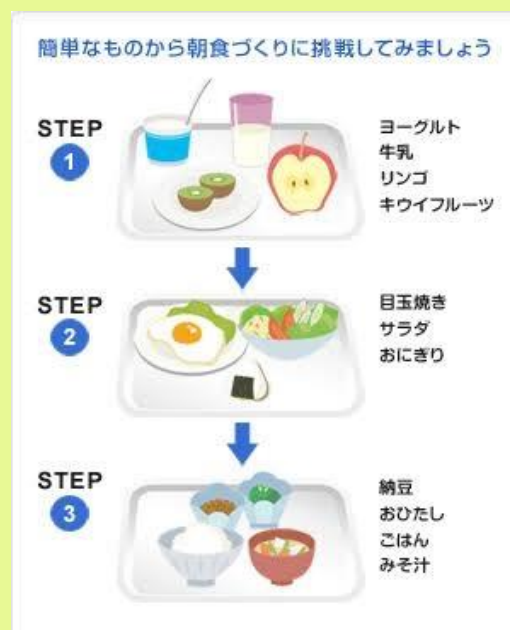 簡単なものから朝食づくりに挑戦してみましょう
STEP
1
ヨーグルト
牛乳
リンゴ
キウイフルーツ
STEP
2
目玉焼き
サラダ
おにぎり
STEP
3
納豆
おひたし
ごはん
みそ汁